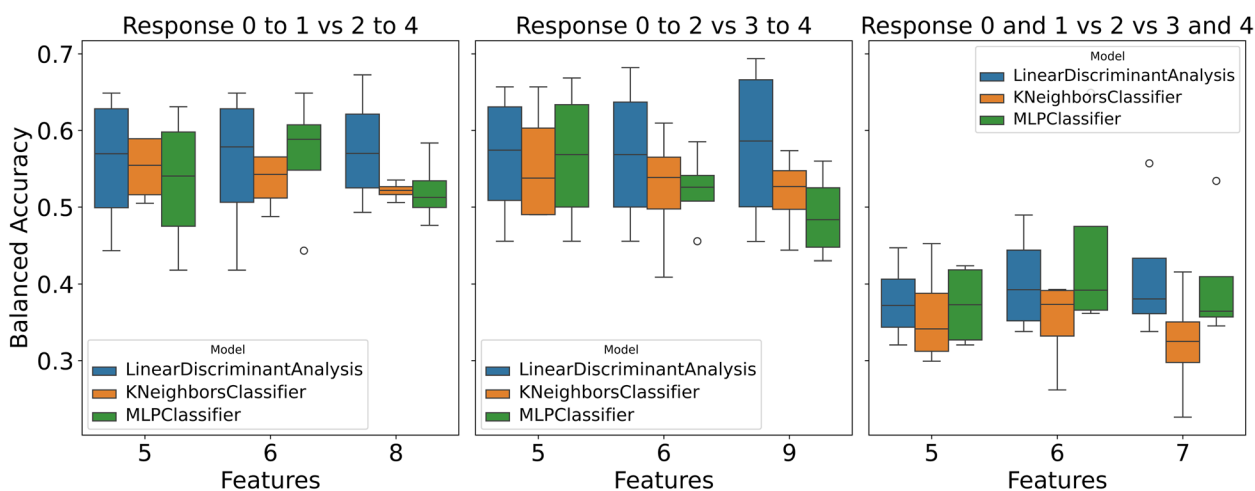 Response 0 to 1 vs 2 to 4
Response 0 to 2 vs 3 to 4
Response 0 and 1 vs 2 vs 3 and 4
Balanced Accuracy
0.7
0.6
0.5
0.4
0.3
Model
LinearDiscriminantAnalysis
KNeighborsClassifier
MLPClassifier
5 6 8
Features
Model
LinearDiscriminantAnalysis
KNeighborsClassifier
MLPClassifier
5 6 9
Features
Model
LinearDiscriminantAnalysis
KNeighborsClassifier
MLPClassifier
5 6 7
Features